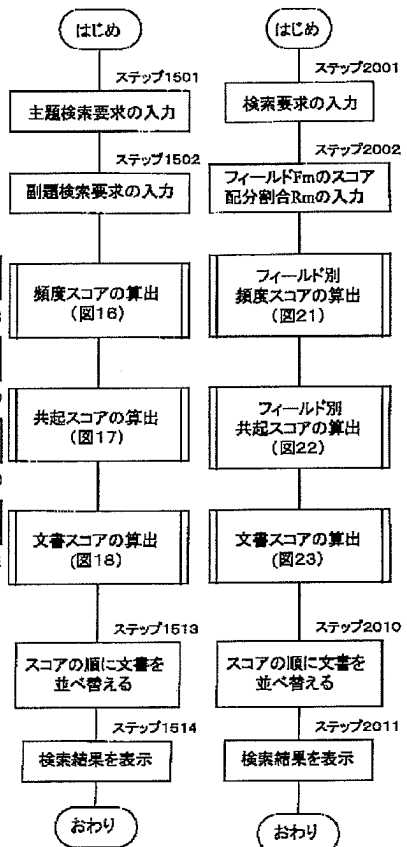 はじめ
ステップ1501
主題検索要求の入力
ステップ1502
副題検索要求の入力
頻度スコアの算出
(図16)
共起スコアの算出
(図17)
文書スコアの算出
(図18)
ステップ1513
スコアの順に文書を
並べ替える
ステップ1514
検索結果を表示
おわり
はじめ
ステップ2001
検索要求の入力
ステップ2002
フィールドFmのスコア
配分割合Rmの入力
フィールド別
頻度スコアの算出
(図21)
フィールド別
共起スコアの算出
(図22)
文書スコアの算出
(図23)
ステップ2010
スコアの順に文書を
並べ替える
ステップ2011
検索結果を表示
おわり